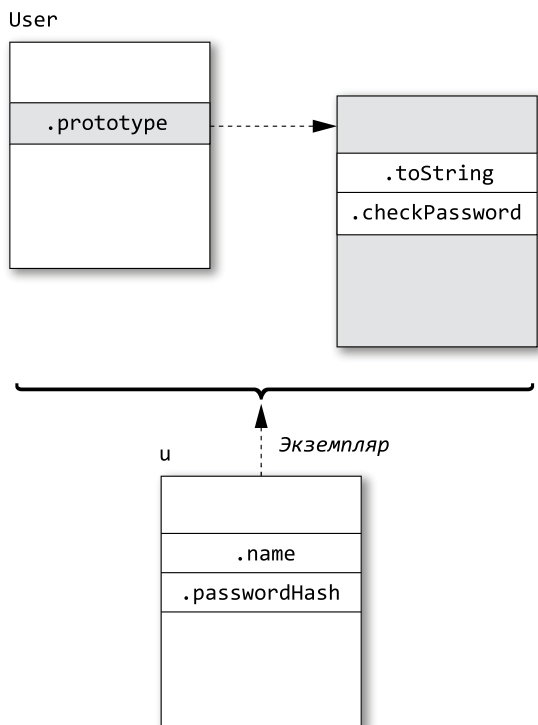 User
.prototype
.toString
.checkPassword
Экземпляр
u
.name
.passwordHash